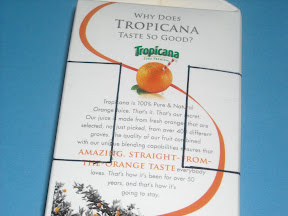 WHY DOES
TROPICANA
TASTE SO GOOD?
Tropicana
Tropicana is 100% Pure & Natural
Orange Juice. That's it. That's our secret.
Our juice is made from fresh oranges that are
selected, not just picked, from over 40 different
groves. The quality of our fruit combined
with our unique blending capabilities ensures that
AMAZING, STRAIGHT-FROM-
THE-ORANGE TASTE everybody
loves. That's how it's been for over 50
years, and that's how it's
going to stay.